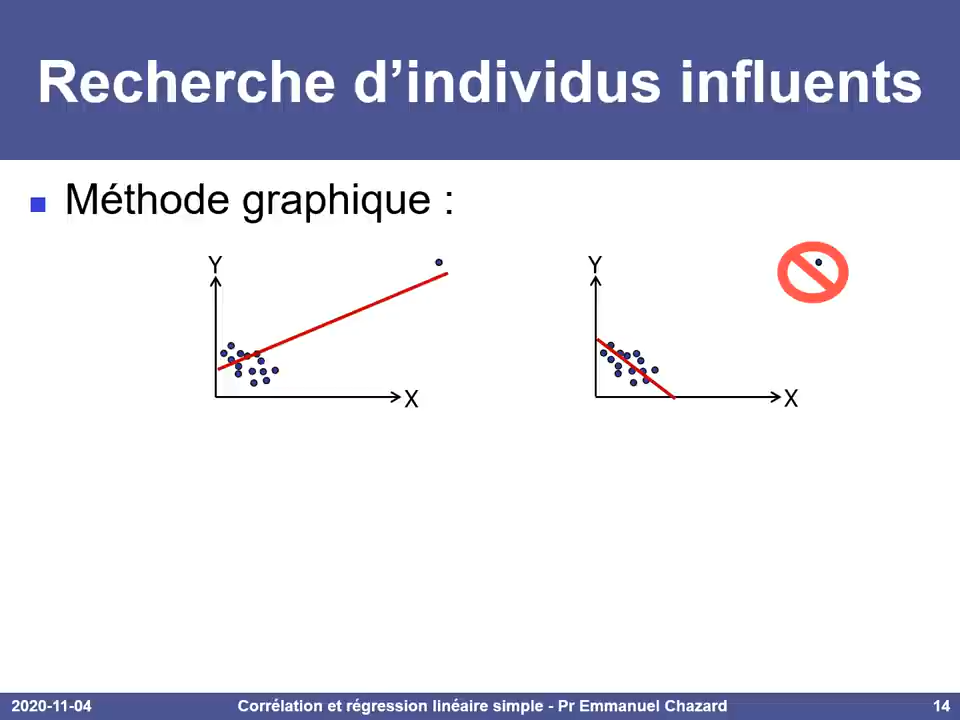 Recherche d’individus influents
Méthode graphique :
Y
X
Y
X
2020-11-04
Corrélation et régression linéaire simple - Pr Emmanuel Chazard
14